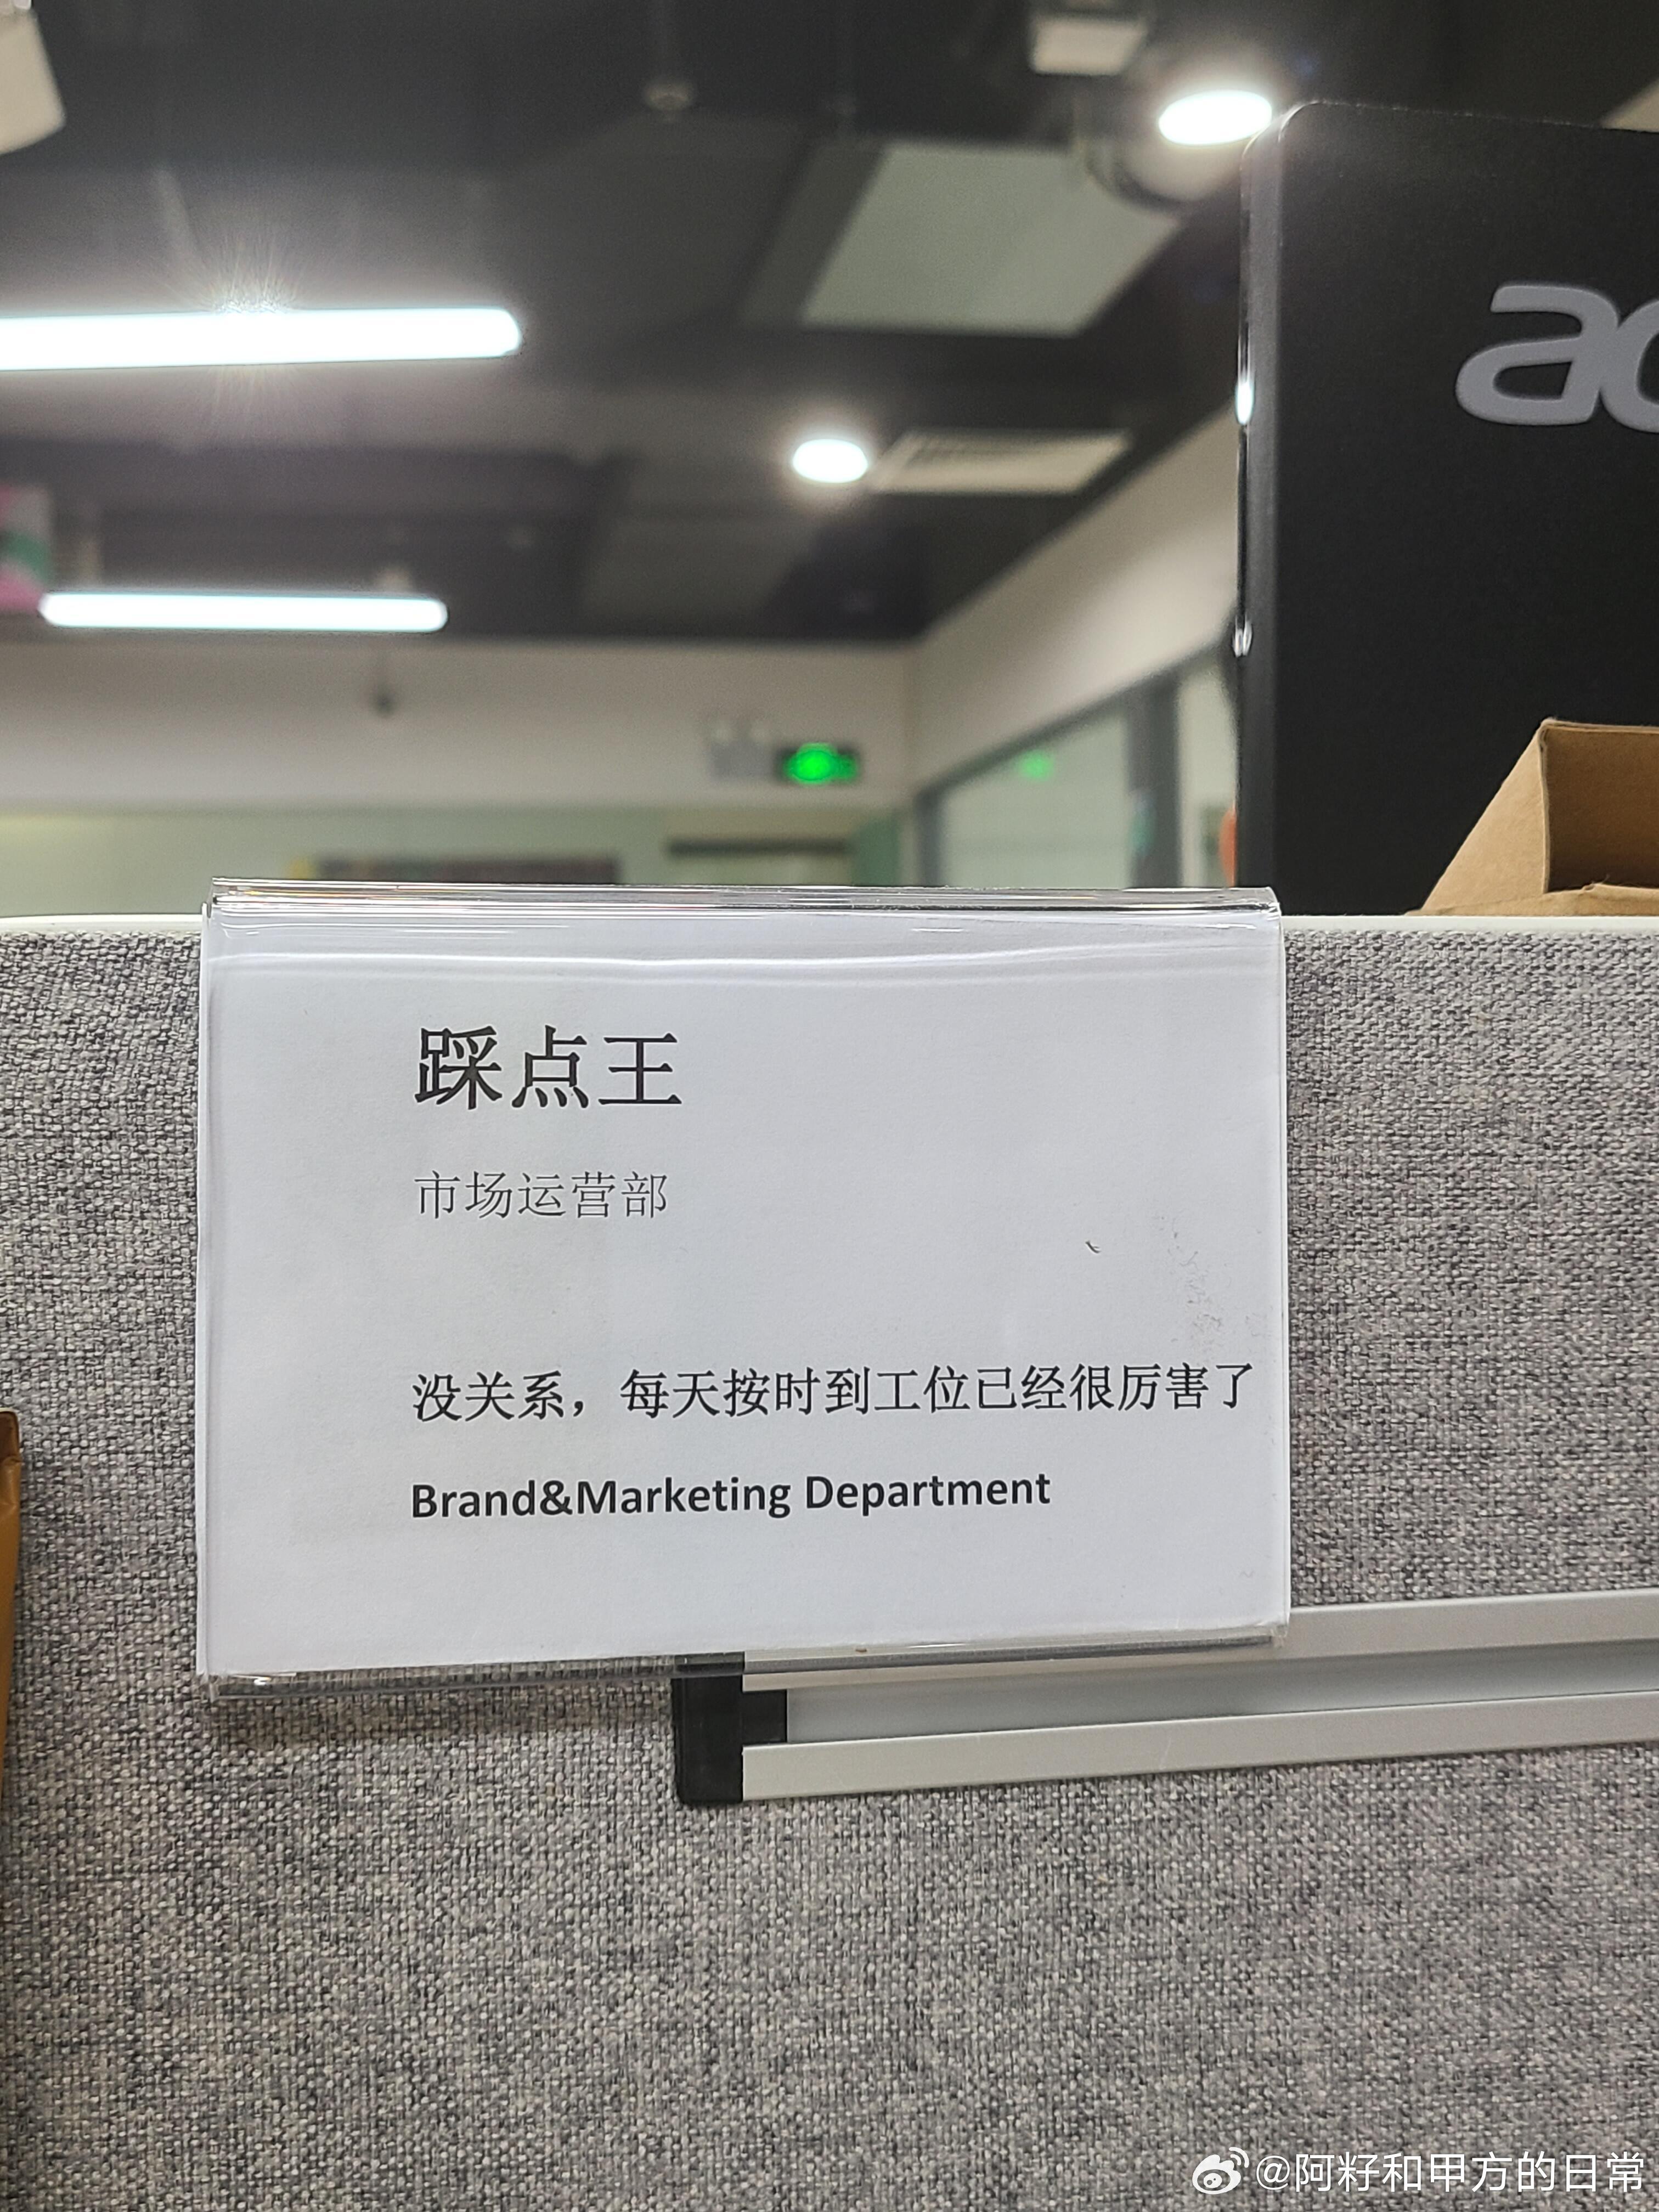 ac
踩点王
市场运营部
没关系，每天按时到工位已经很厉害了
Brand&Marketing Department
@阿籽和甲方的日常